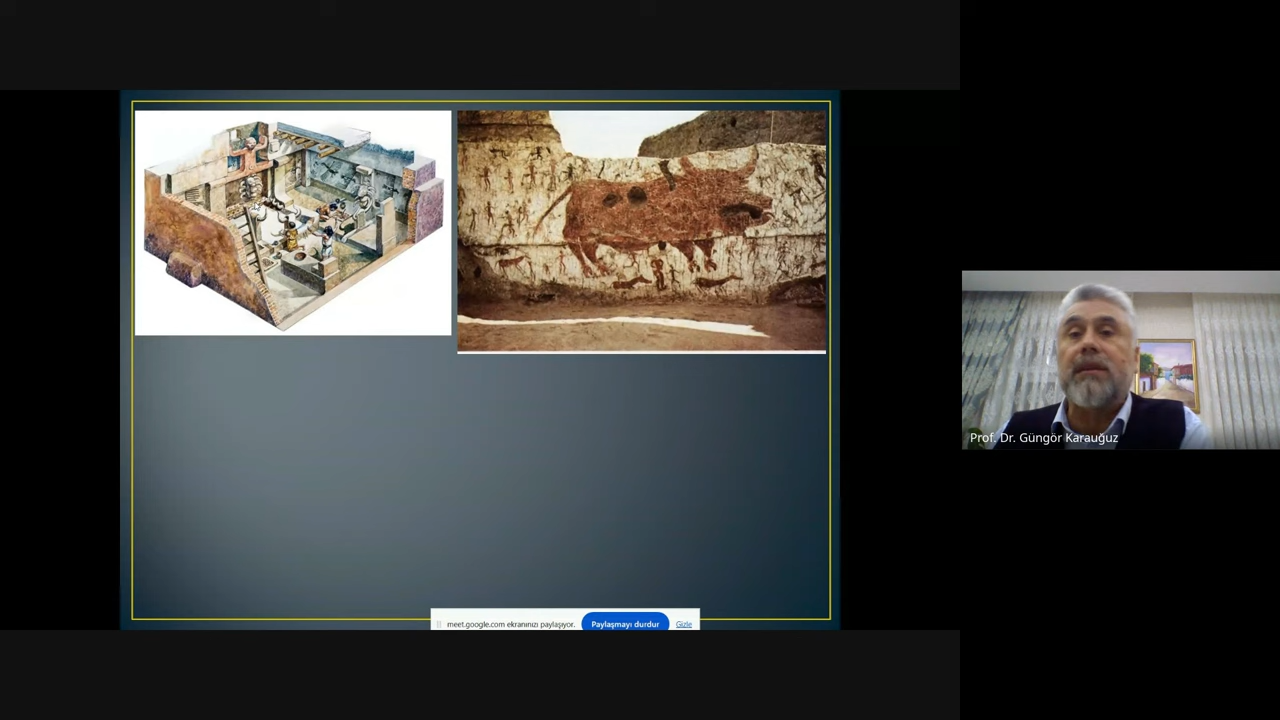 meet.google.com ekranınızı paylaşıyor.
Paylaşmayı durdur
Gizle
Prof. Dr. Güngör Karauğuz